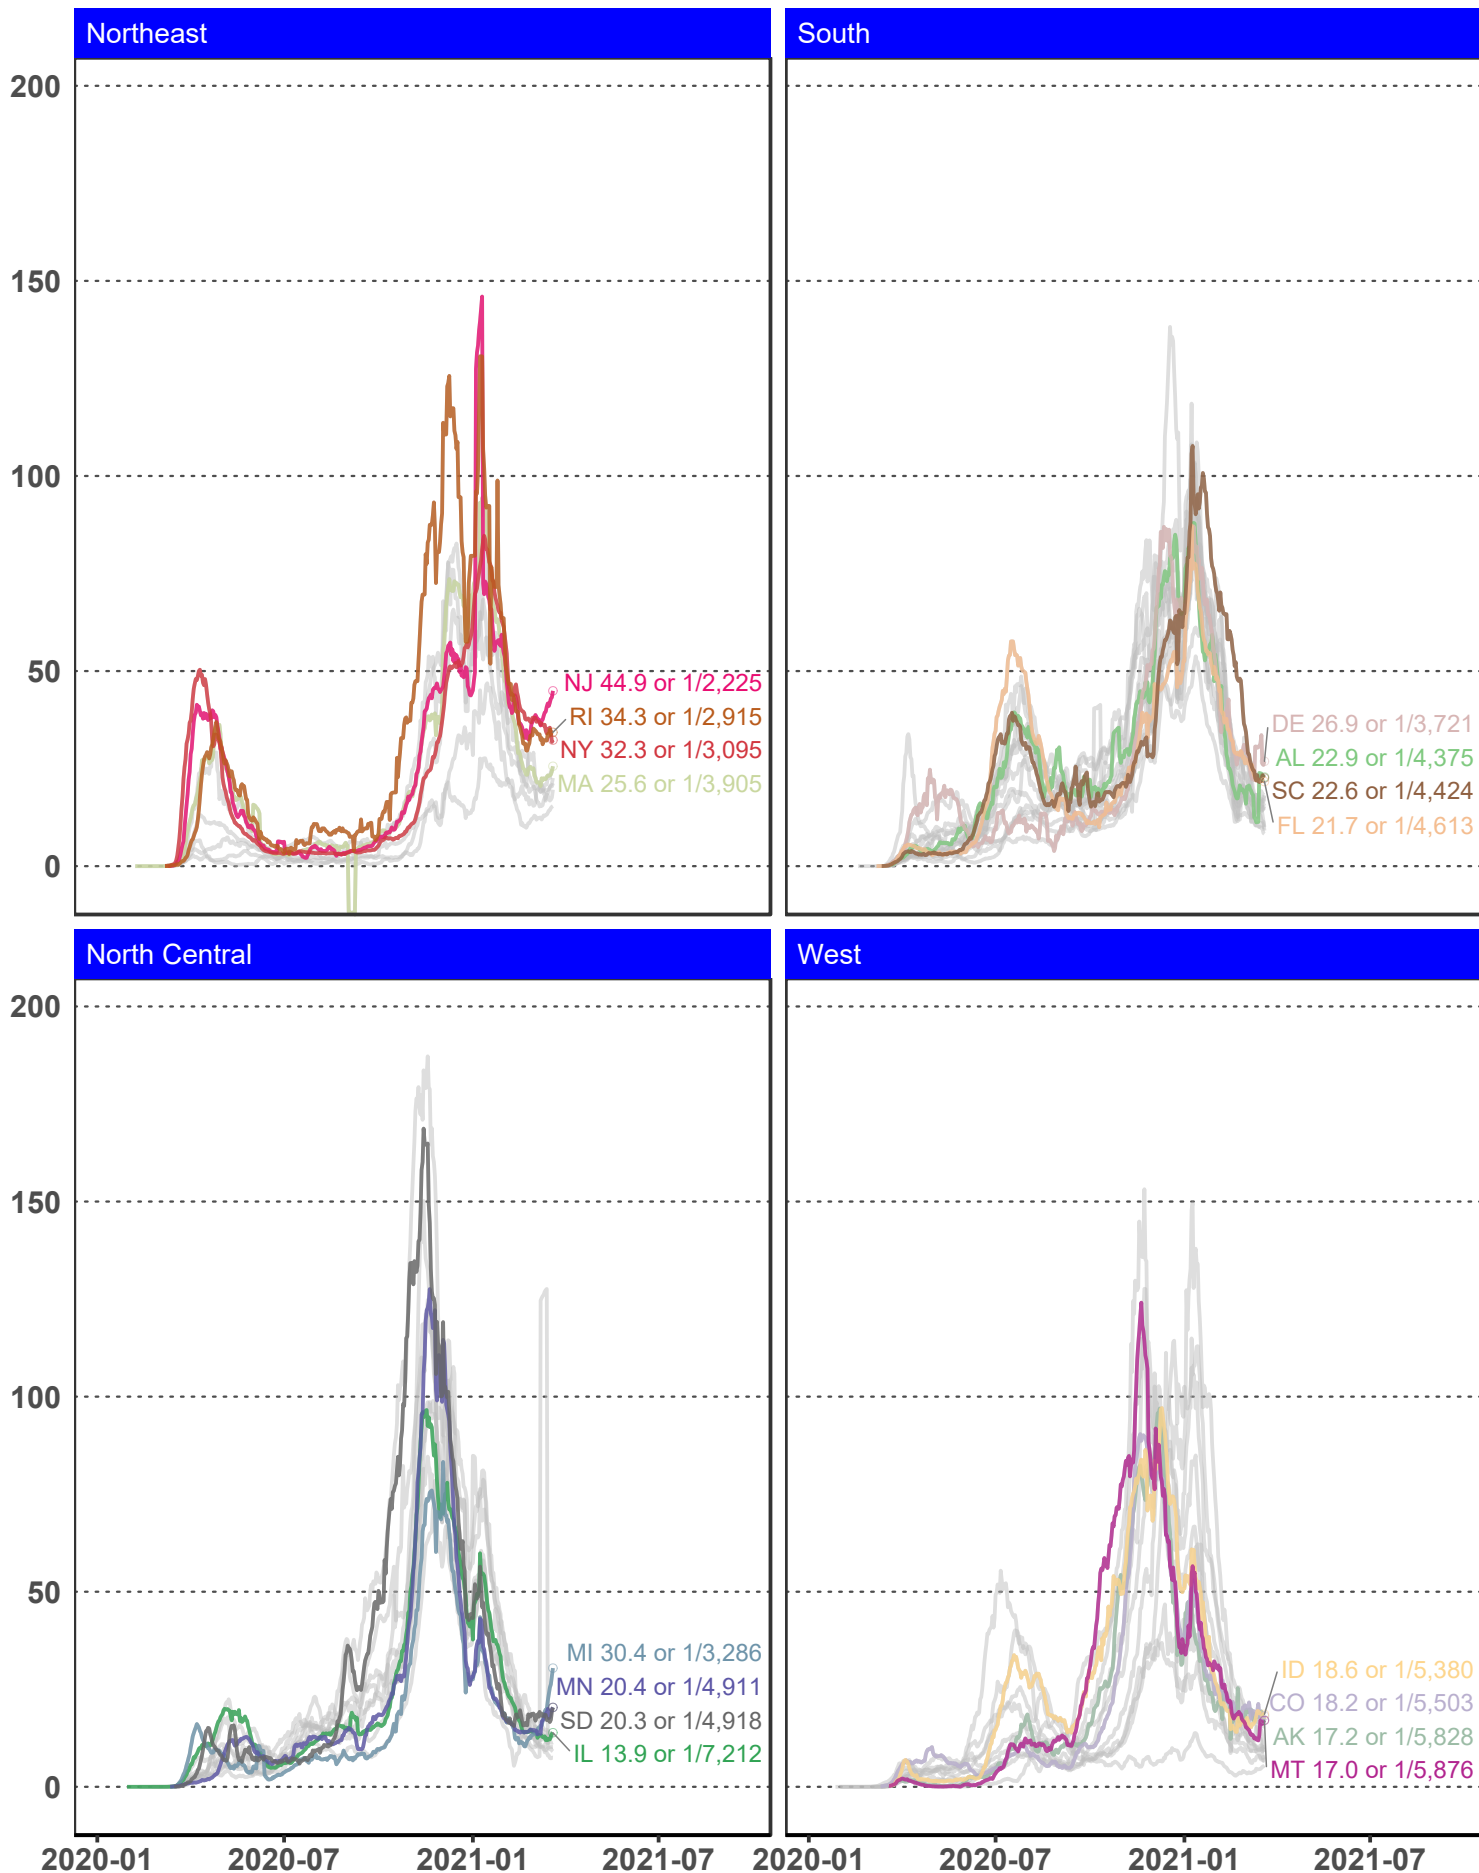 Northeast
South
200
150
100
50
0
NJ 44.9 or 1/2,225
RI 34.3 or 1/2,915
NY 32.3 or 1/3,095
MA 25.6 or 1/3,905
DE 26.9 or 1/3,721
AL 22.9 or 1/4,375
SC 22.6 or 1/4,424
FL 21.7 or 1/4,613
North Central
West
200
150
100
50
0
MI 30.4 or 1/3,286
MN 20.4 or 1/4,911
SD 20.3 or 1/4,918
IL 13.9 or 1/7,212
ID 18.6 or 1/5,380
CO 18.2 or 1/5,503
AK 17.2 or 1/5,828
MT 17.0 or 1/5,876
2020-01 2020-07 2021-01 2021-07 2020-01 2020-07 2021-01 2021-07